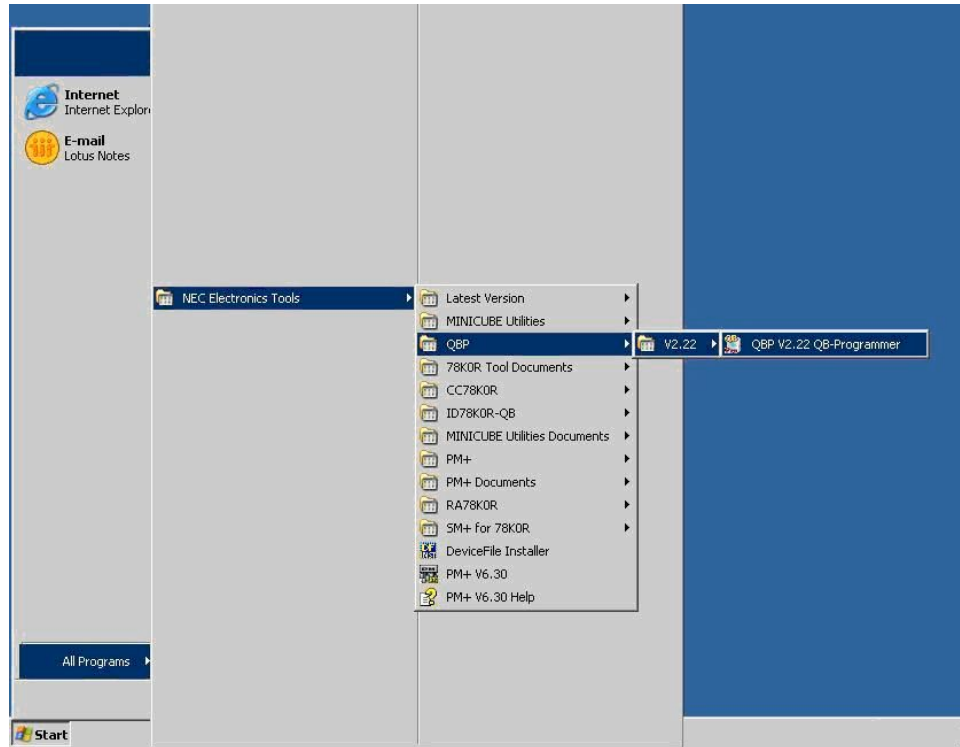 Internet
Internet Explor
E-mail
Lotus Notes
NEC Electronics Tools
Latest Version
MINICUBE Utilities
QBP
V2.22
QBP V2.22 QB-Programmer
78K0R Tool Documents
CC78K0R
ID78K0R-QB
MINICUBE Utilities Documents
PM+
PM+ Documents
RA78K0R
SM+ for 78K0R
DeviceFile Installer
PM+ V6.30
PM+ V6.30 Help
All Programs
Start